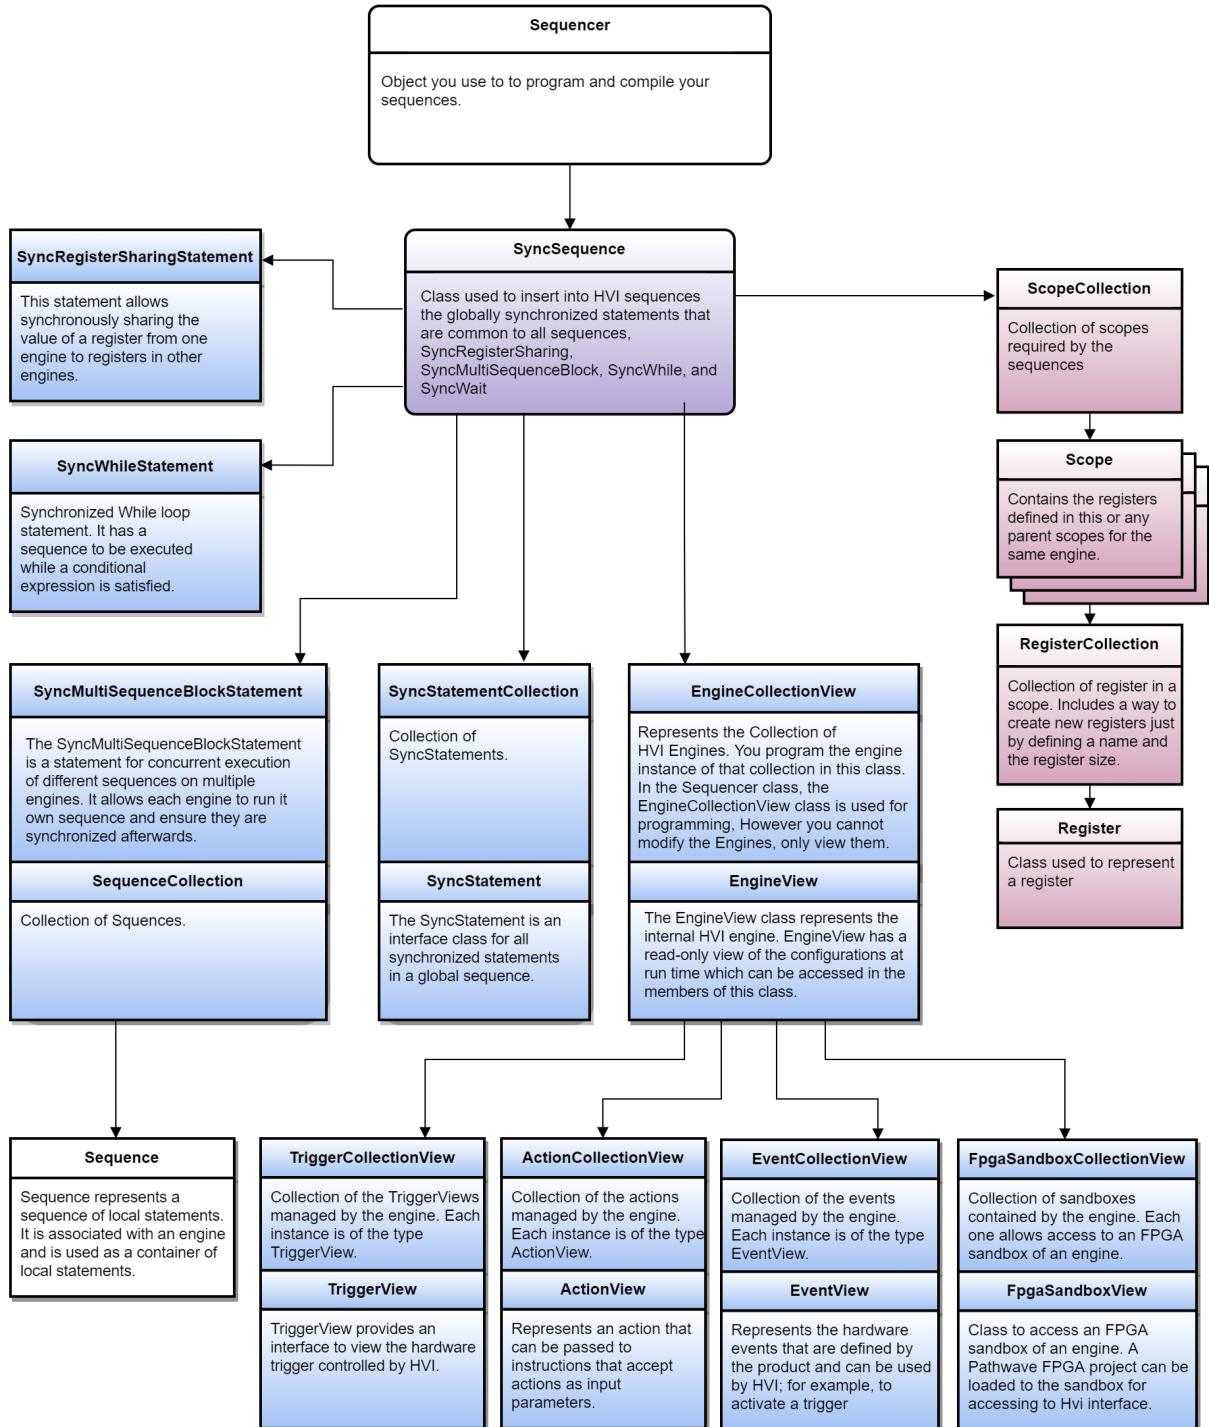 Sequencer
Object you use to to program and compile your
sequences.
SyncRegisterSharingStatement
This statement allows
synchronously sharing the
value of a register from one
engine to registers in other
engines.
SyncSequence
Class used to insert into HVI sequences
the globally synchronized statements that
are common to all sequences,
SyncRegisterSharing,
SyncMultiSequenceBlock, SyncWhile, and
SyncWait
ScopeCollection
Collection of scopes
required by the
sequences
SyncWhileStatement
Synchronized While loop
statement. It has a
sequence to be executed
while a conditional
expression is satisfied.
Scope
Contains the registers
defined in this or any
parent scopes for the
same engine.
RegisterCollection
Collection of register in a
scope. Includes a way to
create new registers just
by defining a name and
the register size.
Register
Class used to represent
a register
SyncMultiSequenceBlockStatement
The SyncMultiSequenceBlockStatement
is a statement for concurrent execution
of different sequences on multiple
engines. It allows each engine to run it
own sequence and ensure they are
synchronized afterwards.
SequenceCollection
Collection of Squences.
SyncStatementCollection
Collection of
SyncStatements.
SyncStatement
The SyncStatement is an
interface class for all
synchronized statements
in a global sequence.
EngineCollectionView
Represents the Collection of
HVI Engines. You program the engine
instance of that collection in this class.
In the Sequencer class, the
EngineCollectionView class is used for
programming, However you cannot
modify the Engines, only view them.
EngineView
The EngineView class represents the
internal HVI engine. EngineView has a
read-only view of the configurations at
run time which can be accessed in the
members of this class.
Sequence
Sequence represents a
sequence of local statements.
It is associated with an engine
and is used as a container of
local statements.
TriggerCollectionView
Collection of the TriggerViews
managed by the engine. Each
instance is of the type
TriggerView.
TriggerView
TriggerView provides an
interface to view the hardware
trigger controlled by HVI.
ActionCollectionView
Collection of the actions
managed by the engine.
Each instance is of the type
ActionView.
ActionView
Represents an action that
can be passed to
instructions that accept
actions as input
parameters.
EventCollectionView
Collection of the events
managed by the engine.
Each instance is of the type
EventView.
EventView
Represents the hardware
events that are defined by
the product and can be used
by HVI; for example, to
activate a trigger
FpgaSandboxCollectionView
Collection of sandboxes
contained by the engine. Each
one allows access to an FPGA
sandbox of an engine.
FpgaSandboxView
Class to access an FPGA
sandbox of an engine. A
Pathwave FPGA project can be
loaded to the sandbox for
accessing to Hvi interface.